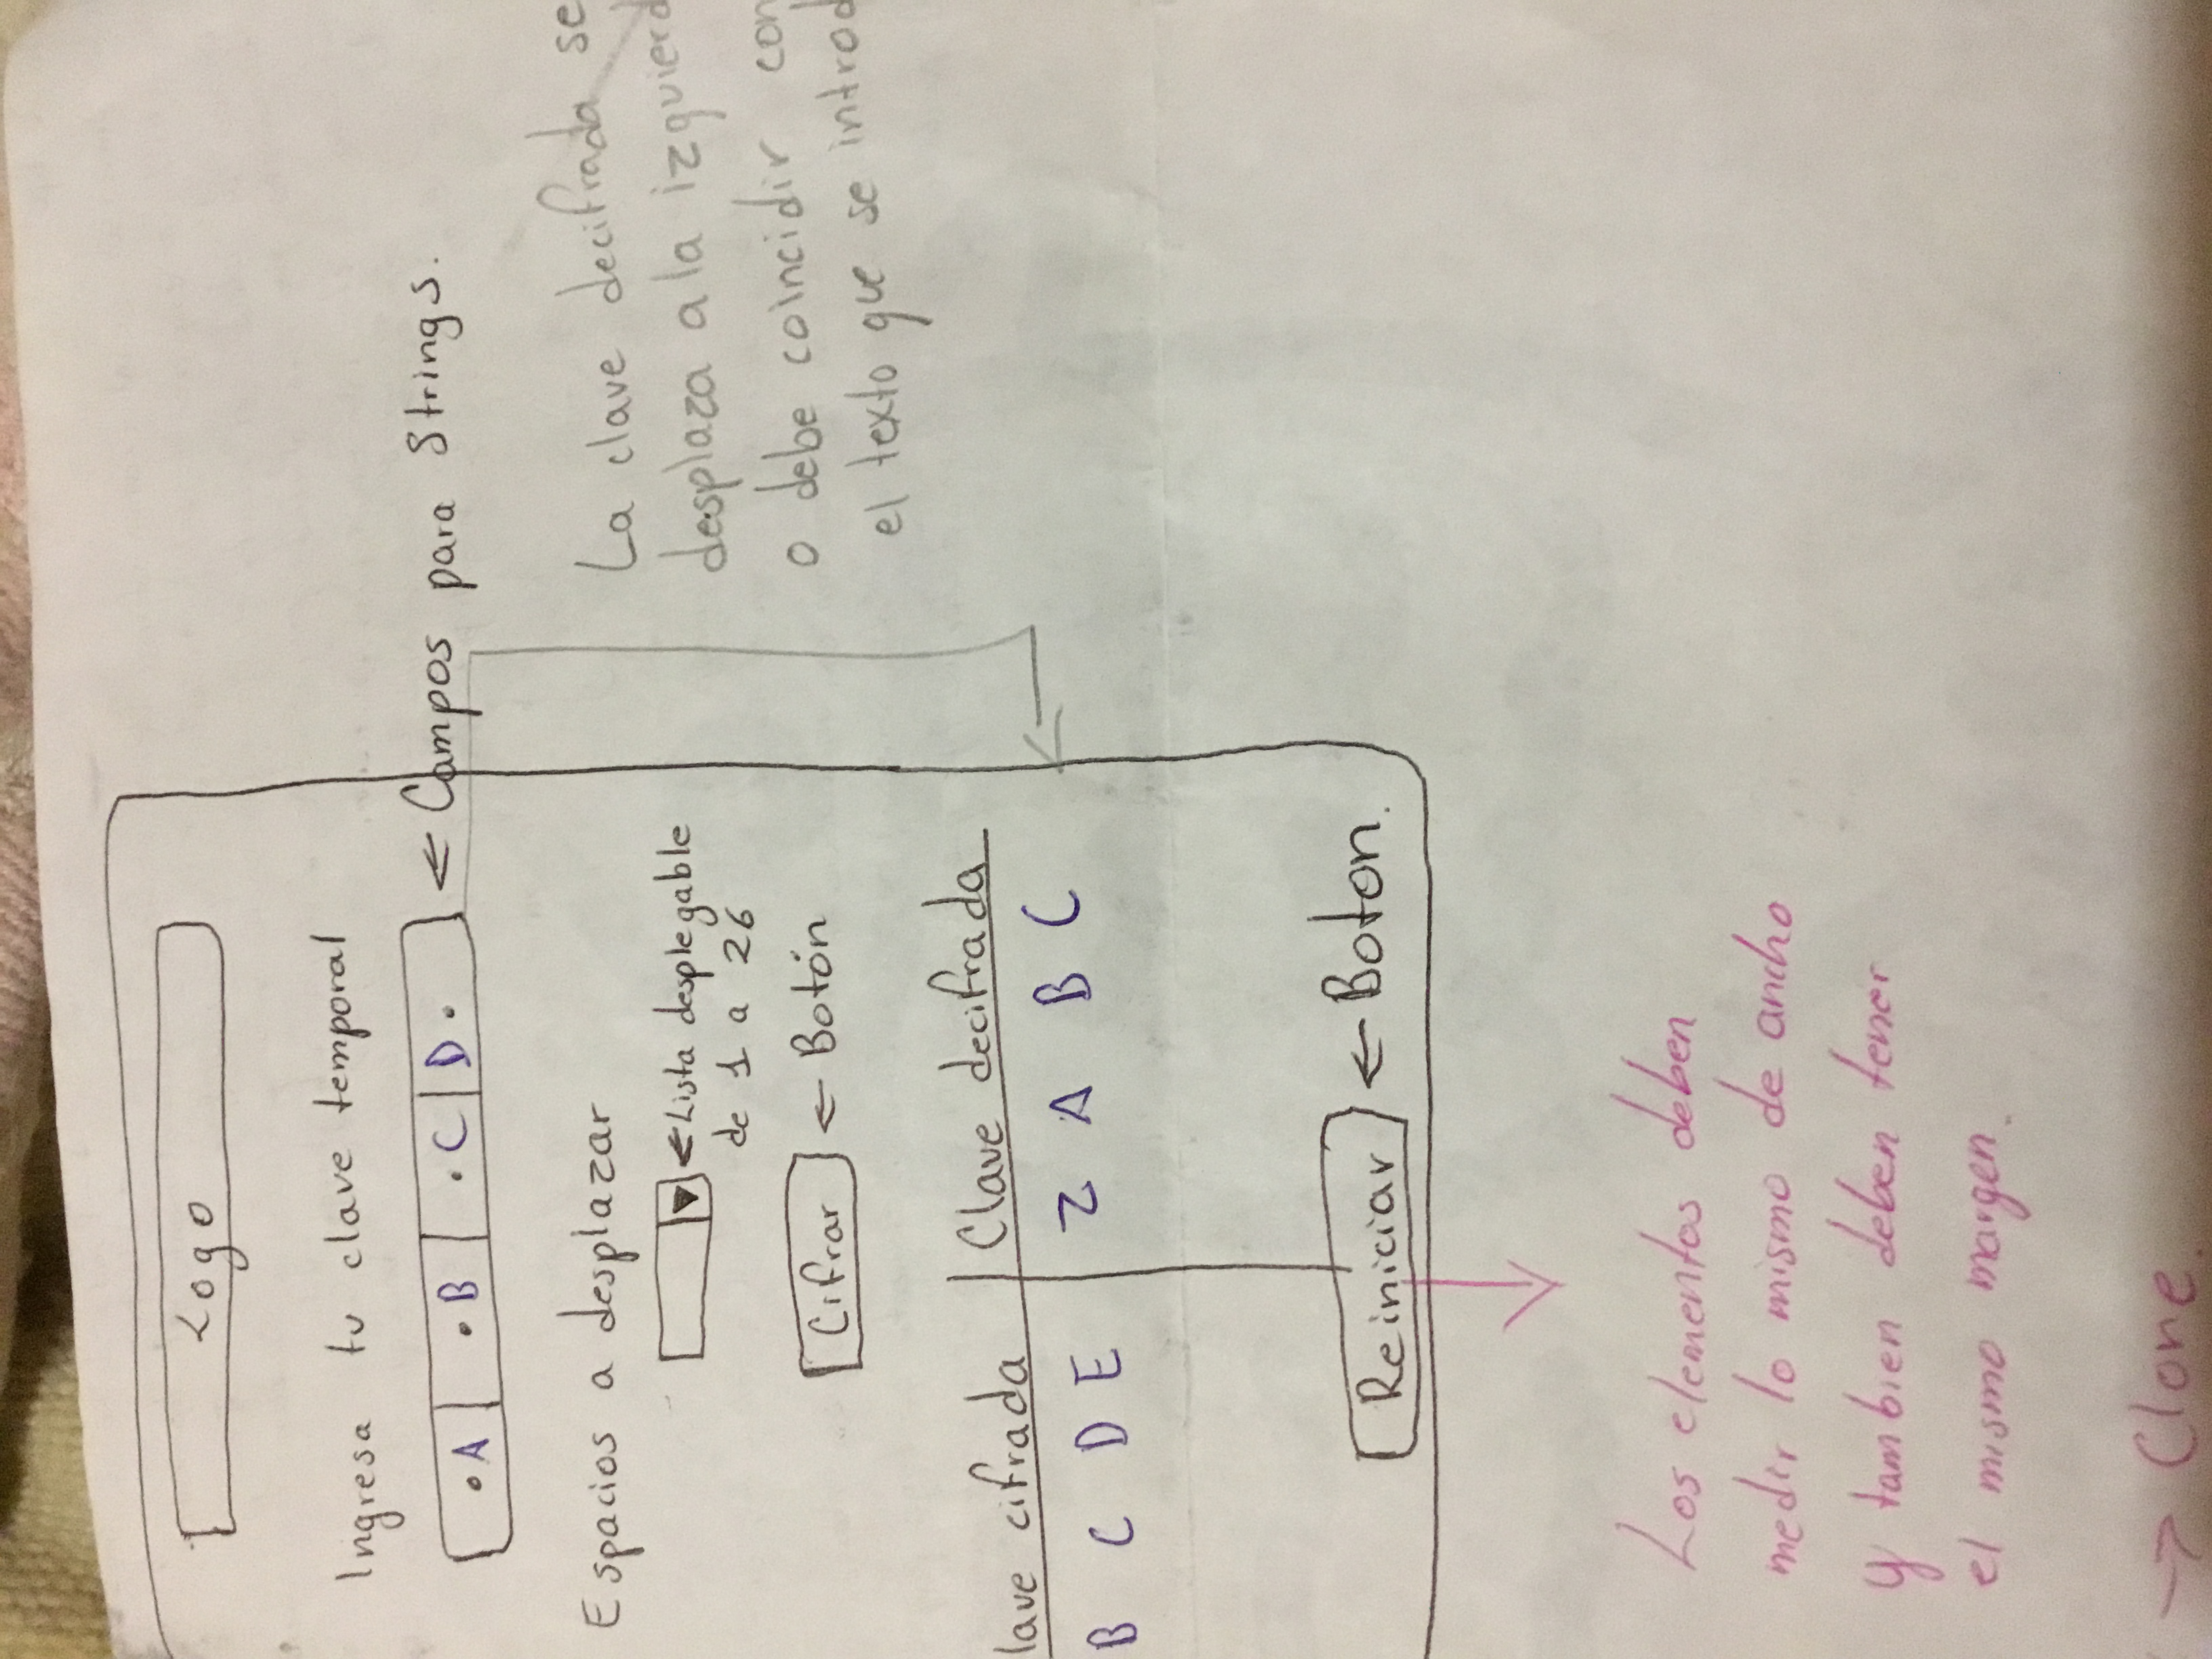 Logo
Ingresa tu clave temporal
•A •B •C D•
← Campos para Strings.
Espacios a desplazar
▼ ← Lista desplegable
de 1 a 26
Cifrar ← Botón
lave cifrada
B C D E
Clave decifrada
Z A B C
La clave decifrada se
desplaza a la izquierd
o debe coincidir con
el texto que se introd
Reiniciar ← Boton.
Los elementos deben
medir lo mismo de ancho
y tambien deben tener
el mismo margen.
→ Clone.